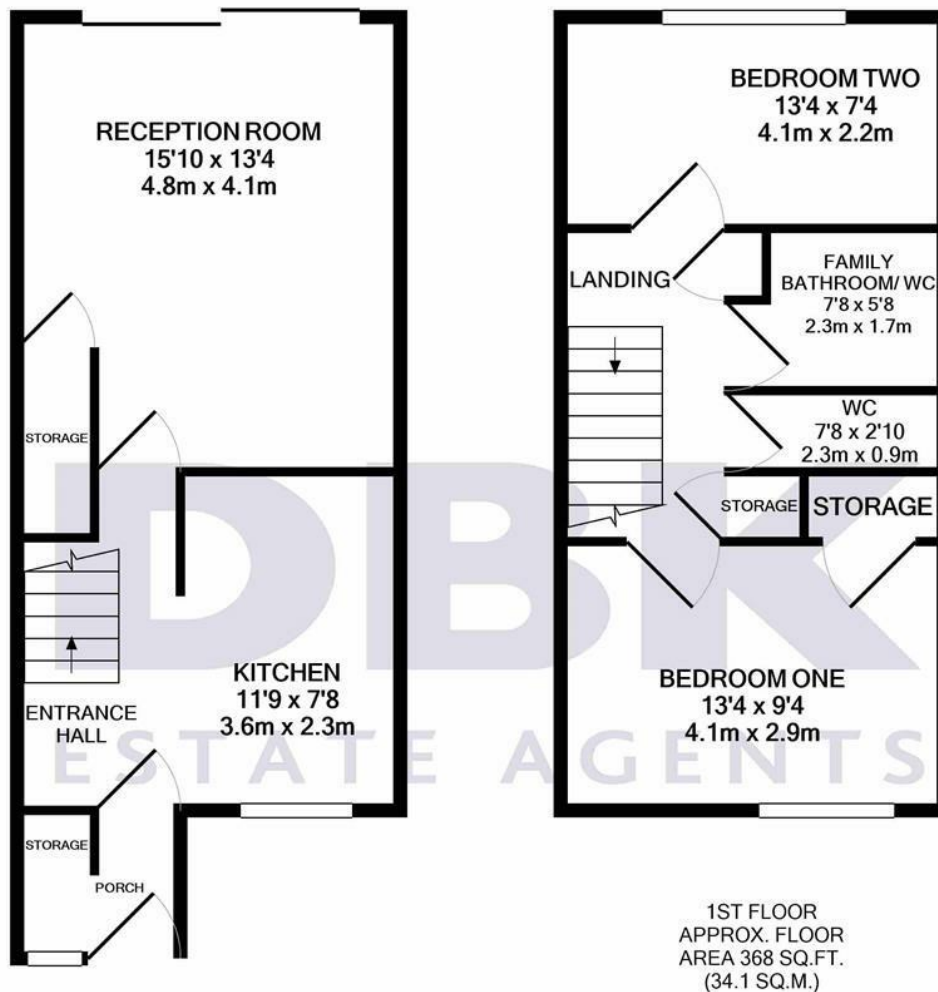 RECEPTION ROOM
15'10 x 13'4
4.8m x 4.1m
STORAGE
KITCHEN
11'9 x 7'8
3.6m x 2.3m
ENTRANCE
HALL
STORAGE
PORCH
BEDROOM TWO
13'4 x 7'4
4.1m x 2.2m
LANDING
FAMILY
BATHROOM/ WC
7'8 x 5'8
2.3m x 1.7m
WC
7'8 x 2'10
2.3m x 0.9m
STORAGE
STORAGE
BEDROOM ONE
13'4 x 9'4
4.1m x 2.9m
DBK
ESTATE AGENTS
1ST FLOOR
APPROX. FLOOR
AREA 368 SQ.FT.
(34.1 SQ.M.)